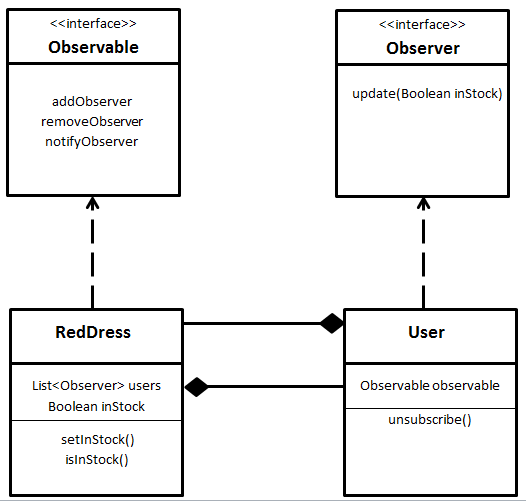 <<interface>>
Observable
addObserver
removeObserver
notifyObserver
<<interface>>
Observer
update(Boolean inStock)
RedDress
List<Observer> users
Boolean inStock
setInStock()
isInStock()
User
Observable observable
unsubscribe()